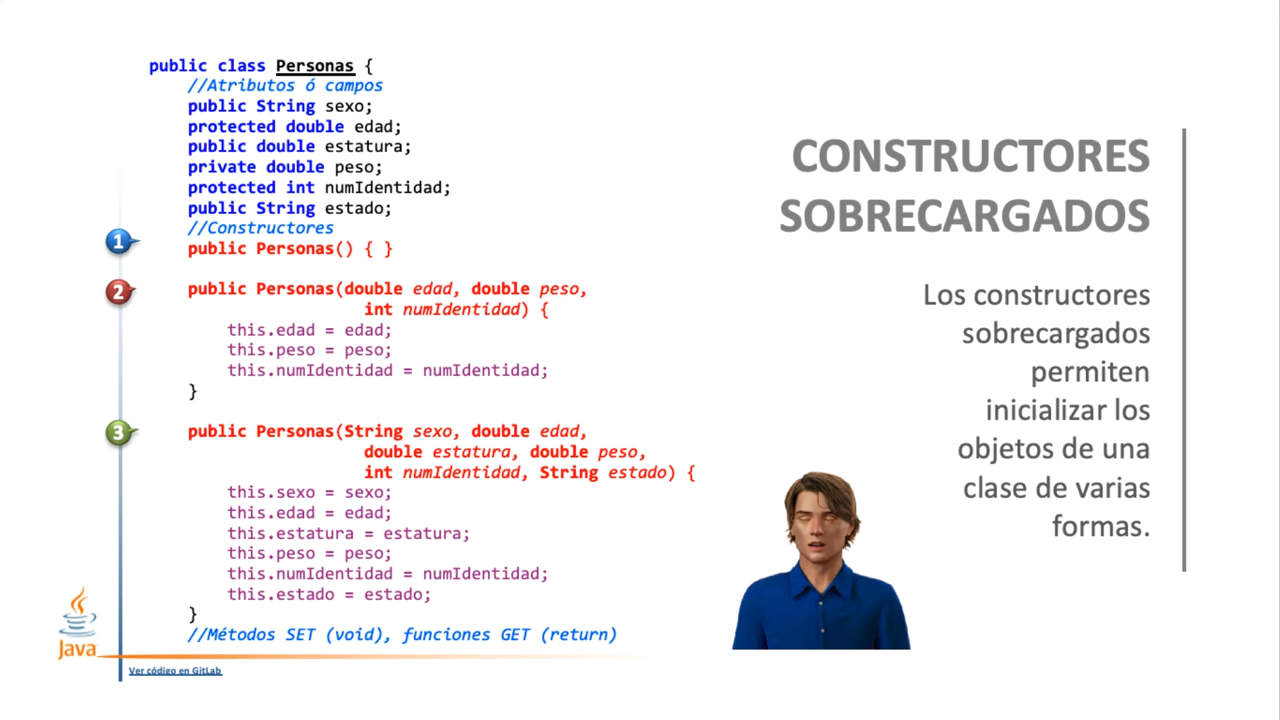 public class Personas {
//Atributos ó campos
public String sexo;
protected double edad;
public double estatura;
private double peso;
protected int numIdentidad;
public String estado;
//Constructores
1
public Personas() { }
2
public Personas(double edad, double peso,
int numIdentidad) {
this.edad = edad;
this.peso = peso;
this.numIdentidad = numIdentidad;
}
3
public Personas(String sexo, double edad,
double estatura, double peso,
int numIdentidad, String estado) {
this.sexo = sexo;
this.edad = edad;
this.estatura = estatura;
this.peso = peso;
this.numIdentidad = numIdentidad;
this.estado = estado;
}
//Métodos SET (void), funciones GET (return)
Java
Ver código en GitLab
CONSTRUCTORES
SOBRECARGADOS
Los constructores
sobrecargados
permiten
inicializar los
objetos de una
clase de varias
formas.